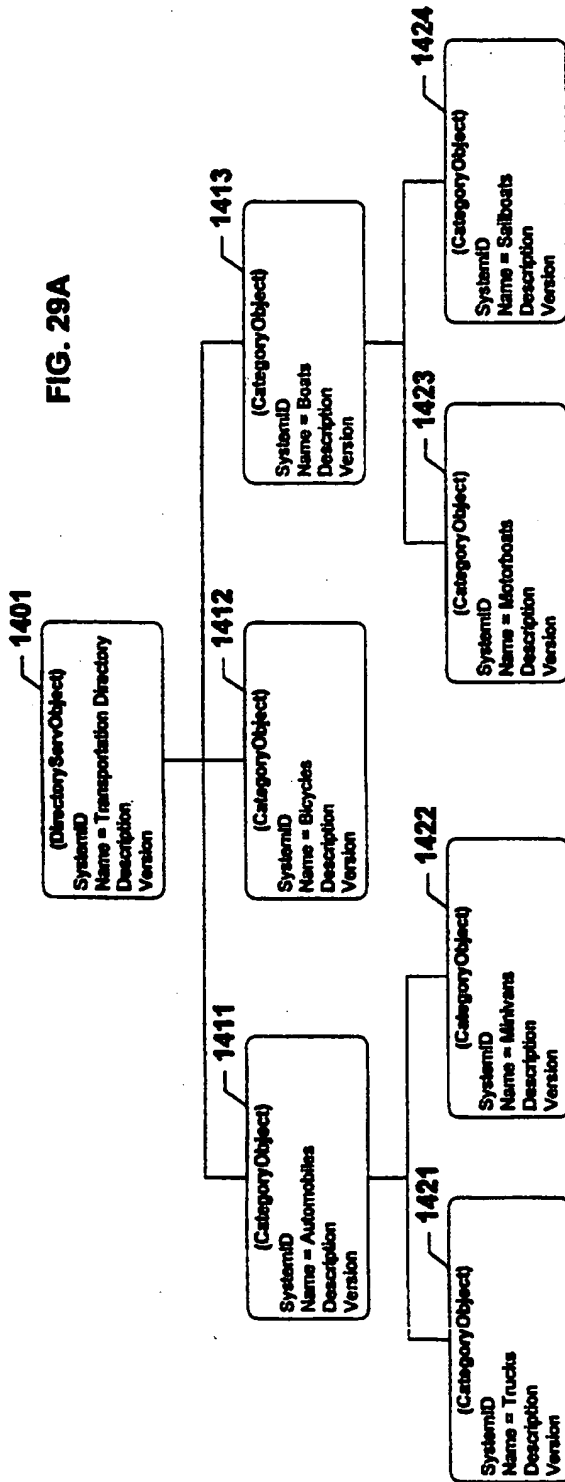 FIG. 29A
1401
(DirectoryServObject)
SystemID
Name = Transportation Directory
Description
Version
1411
(CategoryObject)
SystemID
Name = Automobiles
Description
Version
1412
(CategoryObject)
SystemID
Name = Bicycles
Description
Version
1413
(CategoryObject)
SystemID
Name = Boats
Description
Version
1421
(CategoryObject)
SystemID
Name = Trucks
Description
Version
1422
(CategoryObject)
SystemID
Name = Minivans
Description
Version
1423
(CategoryObject)
SystemID
Name = Motorboats
Description
Version
1424
(CategoryObject)
SystemID
Name = Sailboats
Description
Version